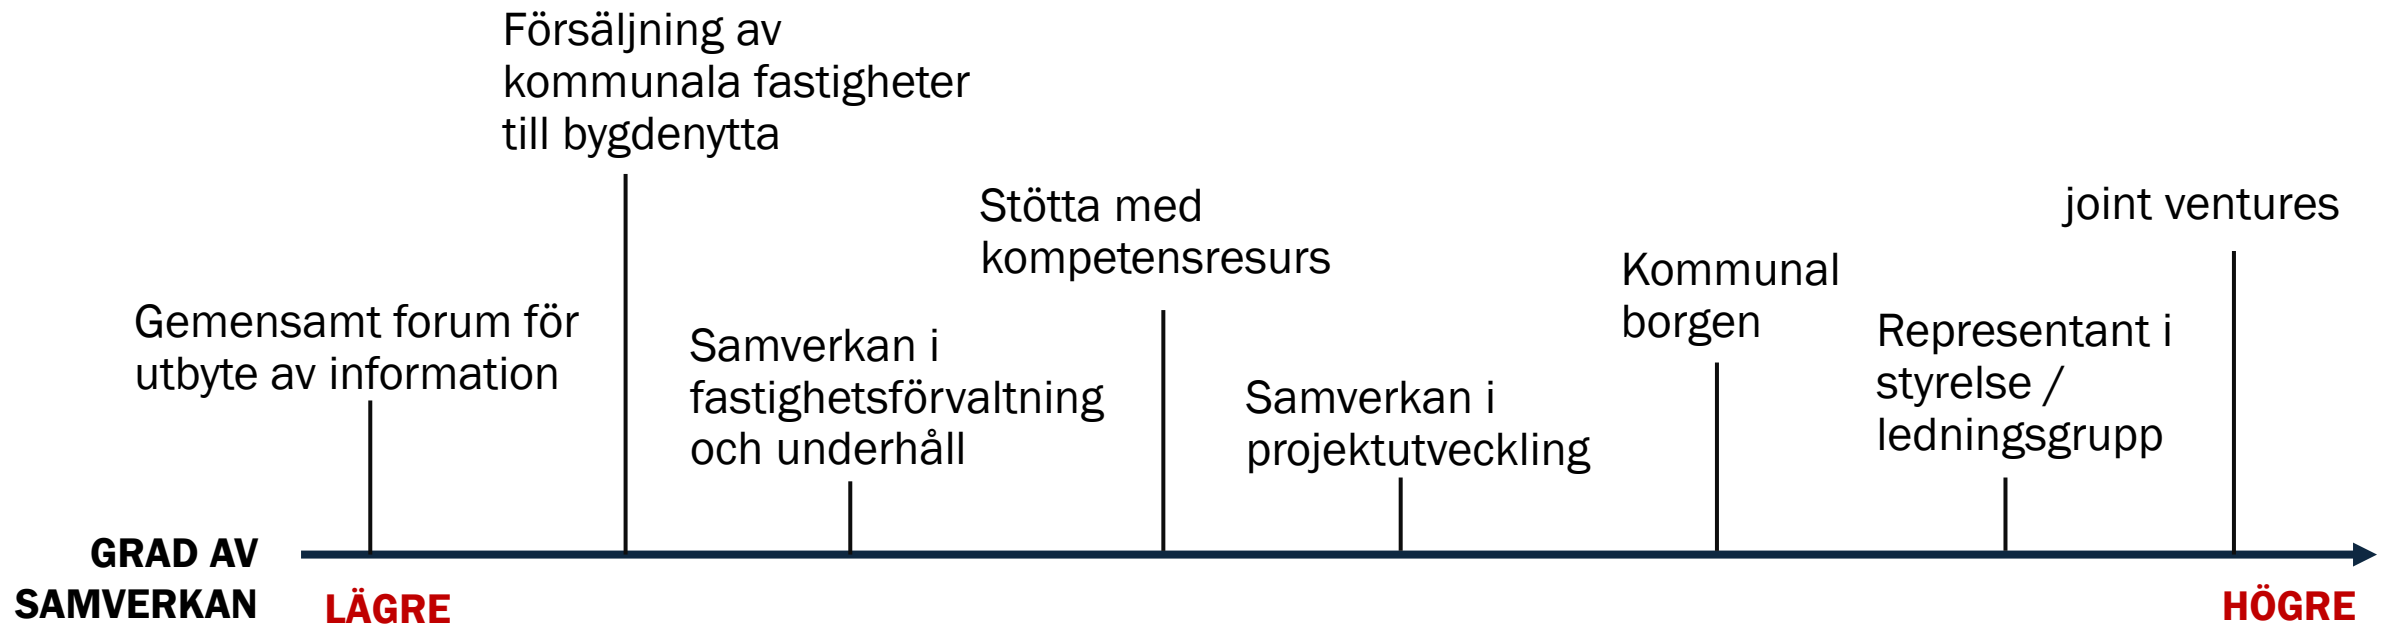 Försäljning av
kommunala fastigheter
till bygdenytta
Stötta med
kompetensresurs
joint ventures
Kommunal
borgen
Gemensamt forum för
utbyte av information
Samverkan i
fastighetsförvaltning
och underhåll
Samverkan i
projektutveckling
Representant i
styrelse /
ledningsgrupp
GRAD AV
SAMVERKAN
LÄGRE
HÖGRE